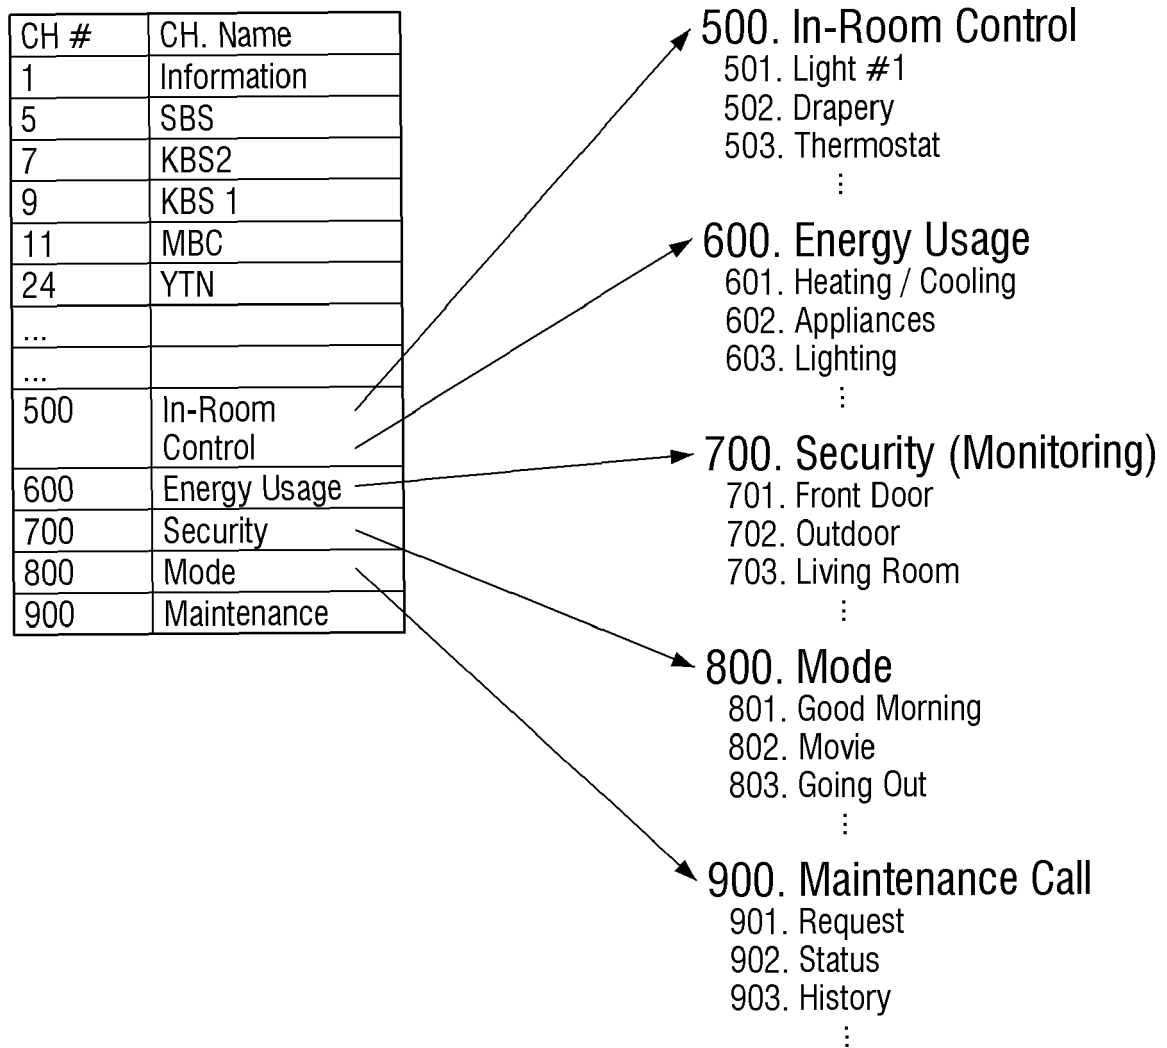 CH # CH. Name
1 Information
5 SBS
7 KBS2
9 KBS 1
11 MBC
24 YTN
...
...
500 In-Room
Control
600 Energy Usage
700 Security
800 Mode
900 Maintenance
500. In-Room Control
501. Light #1
502. Drapery
503. Thermostat
⋮
600. Energy Usage
601. Heating / Cooling
602. Appliances
603. Lighting
⋮
700. Security (Monitoring)
701. Front Door
702. Outdoor
703. Living Room
⋮
800. Mode
801. Good Morning
802. Movie
803. Going Out
⋮
900. Maintenance Call
901. Request
902. Status
903. History
⋮